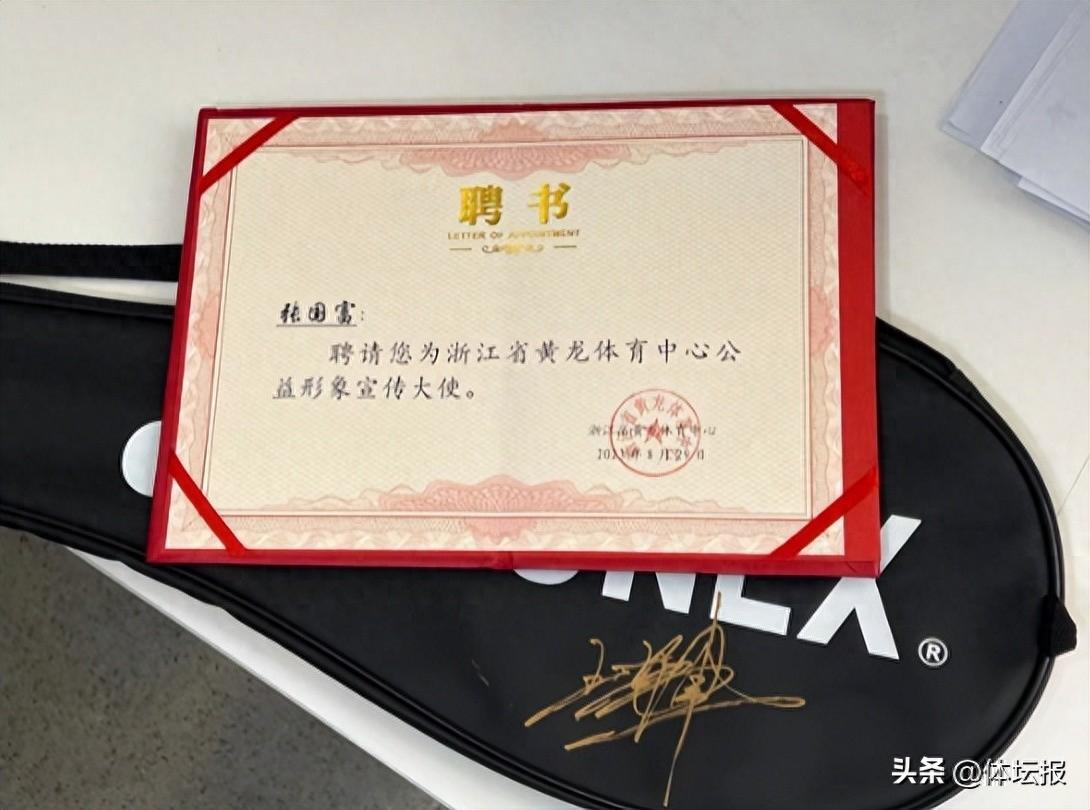 聘书
LETTER OF APPOINTMENT
张国富：
聘请您为浙江省黄龙体育中心公
益形象宣传大使。
浙江省黄龙体育中心
NEX
®
头条 @体坛报